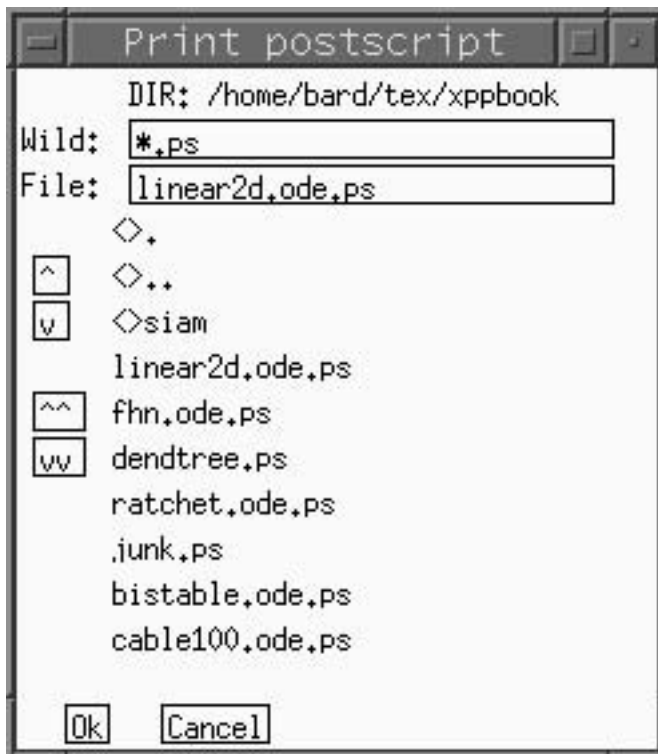 Print postscript
DIR: /home/bard/tex/xppbook
Wild: *.ps
File: linear2d.ode.ps
<>.
^ <>..
v <>siam
linear2d.ode.ps
^^ fhn.ode.ps
vv dendtree.ps
ratchet.ode.ps
junk.ps
bistable.ode.ps
cable100.ode.ps
Ok Cancel